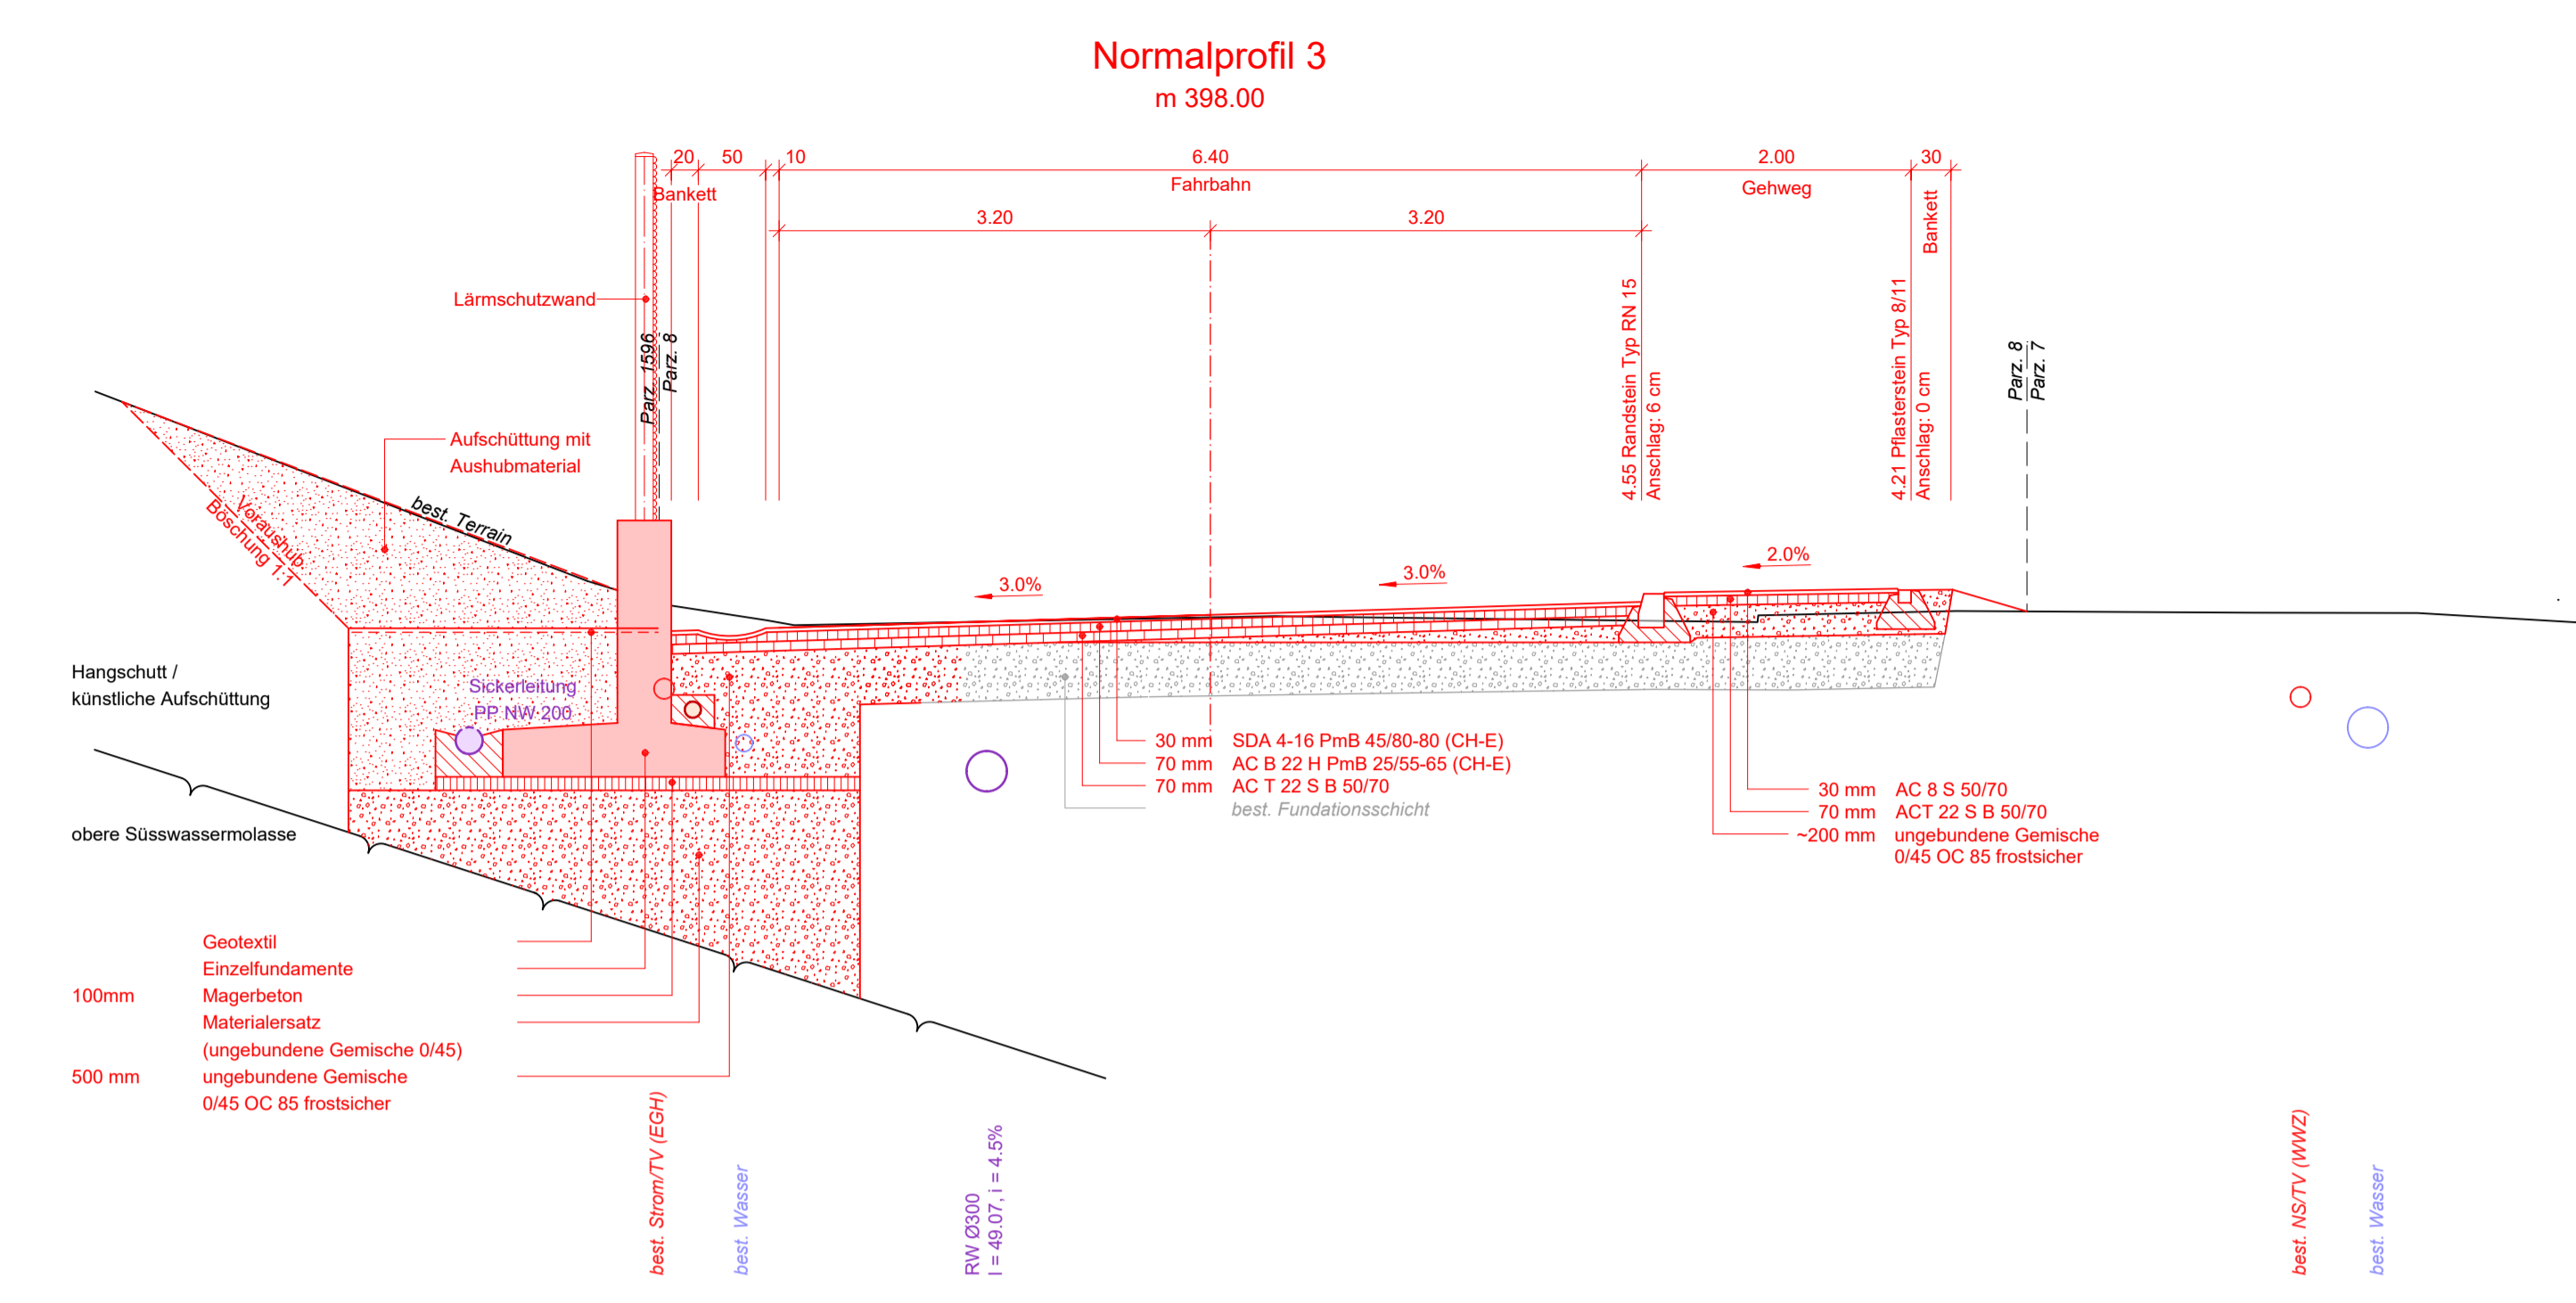 Normalprofil 3
m 398.00
20
50
10
6.40
2.00
30
Bankett
Fahrbahn
Gehweg
Bankett
3.20
3.20
Lärmschutzwand
Parz. 1596
Parz. 8
4.55 Randstein Typ RN 15
Anschlag: 6 cm
4.21 Pflasterstein Typ 8/11
Anschlag: 0 cm
Parz. 8
Parz. 7
Aufschüttung mit
Aushubmaterial
best. Terrain
Voraushub
Böschung 1:1
3.0%
3.0%
2.0%
Hangschutt /
künstliche Aufschüttung
Sickerleitung
PP NW 200
30 mm SDA 4-16 PmB 45/80-80 (CH-E)
70 mm AC B 22 H PmB 25/55-65 (CH-E)
70 mm AC T 22 S B 50/70
best. Fundationsschicht
30 mm AC 8 S 50/70
70 mm ACT 22 S B 50/70
~200 mm ungebundene Gemische
0/45 OC 85 frostsicher
obere Süsswassermolasse
Geotextil
Einzelfundamente
100mm Magerbeton
Materialersatz
(ungebundene Gemische 0/45)
500 mm ungebundene Gemische
0/45 OC 85 frostsicher
best. Strom/TV (EGH)
best. Wasser
RW Ø300
l = 49.07, i = 4.5%
best. NS/TV (WWZ)
best. Wasser